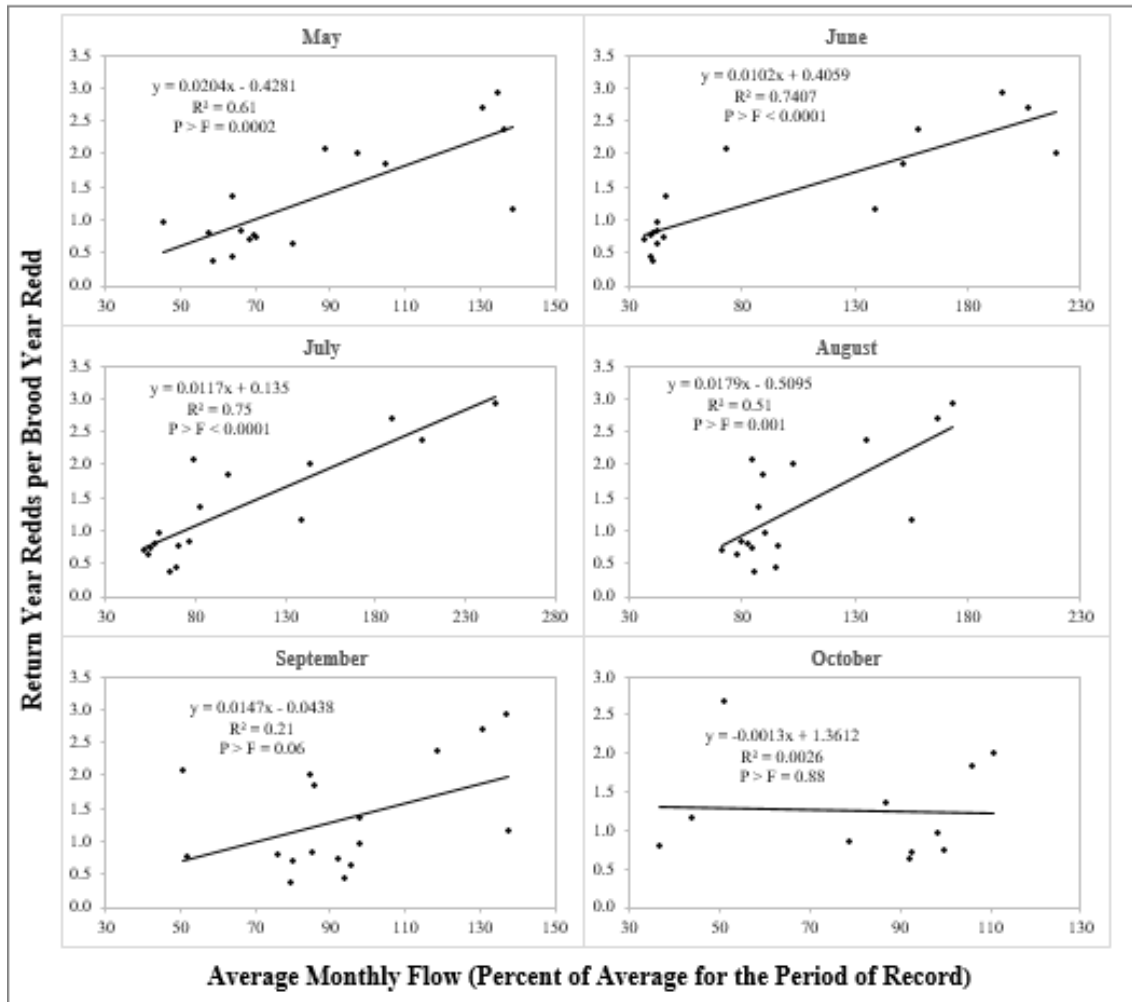 Return Year Redds per Brood Year Redd
May
y = 0.0204x - 0.4281
R² = 0.61
P > F = 0.0002
3.5
3.0
2.5
2.0
1.5
1.0
0.5
0.0
30 50 70 90 110 130 150
June
y = 0.0102x + 0.4059
R² = 0.7407
P > F < 0.0001
3.5
3.0
2.5
2.0
1.5
1.0
0.5
0.0
30 80 130 180 230
July
y = 0.0117x + 0.135
R² = 0.75
P > F < 0.0001
3.5
3.0
2.5
2.0
1.5
1.0
0.5
0.0
30 80 130 180 230 280
August
y = 0.0179x - 0.5095
R² = 0.51
P > F = 0.001
3.5
3.0
2.5
2.0
1.5
1.0
0.5
0.0
30 80 130 180 230
September
y = 0.0147x - 0.0438
R² = 0.21
P > F = 0.06
3.5
3.0
2.5
2.0
1.5
1.0
0.5
0.0
30 50 70 90 110 130 150
October
y = -0.0013x + 1.3612
R² = 0.0026
P > F = 0.88
3.0
2.5
2.0
1.5
1.0
0.5
0.0
30 50 70 90 110 130
Average Monthly Flow (Percent of Average for the Period of Record)